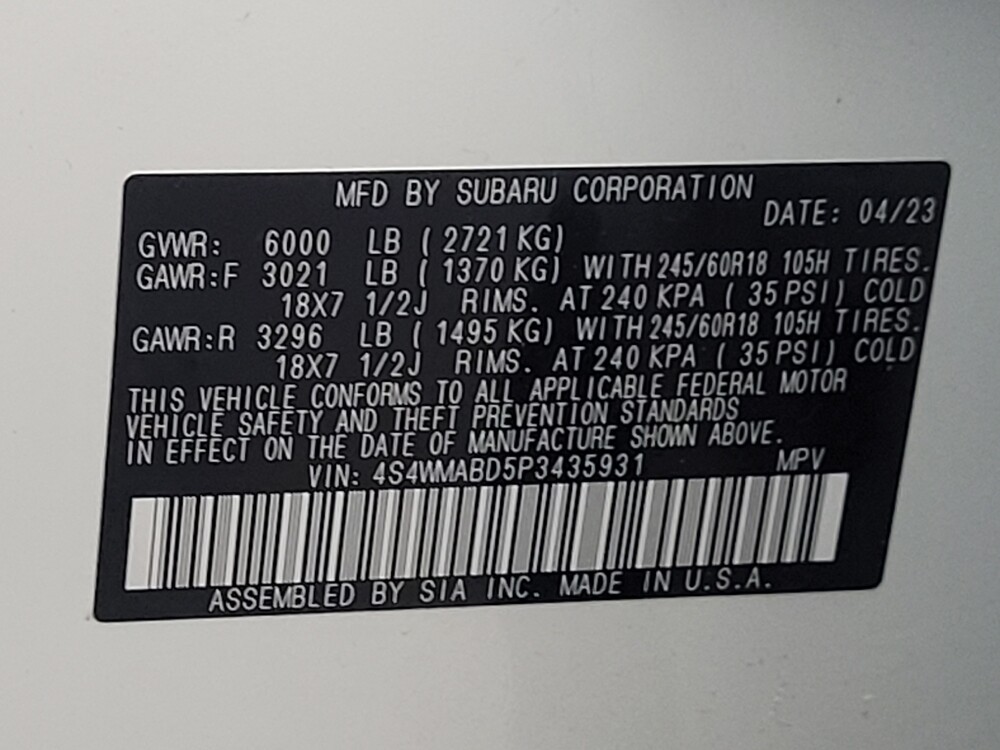 MFD BY SUBARU CORPORATION
DATE: 04/23
GVWR: 6000 LB ( 2721 KG)
GAWR:F 3021 LB ( 1370 KG) WITH 245/60R18 105H TIRES.
18X7 1/2J RIMS. AT 240 KPA ( 35 PSI) COLD
GAWR:R 3296 LB ( 1495 KG) WITH 245/60R18 105H TIRES.
18X7 1/2J RIMS. AT 240 KPA ( 35 PSI) COLD
THIS VEHICLE CONFORMS TO ALL APPLICABLE FEDERAL MOTOR
VEHICLE SAFETY AND THEFT PREVENTION STANDARDS
IN EFFECT ON THE DATE OF MANUFACTURE SHOWN ABOVE.
VIN: 4S4WMABD5P3435931 MPV
ASSEMBLED BY SIA INC. MADE IN U.S.A.